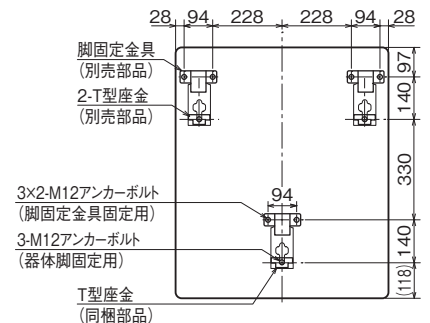 28 94 228 228 94 28
脚固定金具
(別売部品)
2-T型座金
(別売部品)
97
140
330
3×2-M12アンカーボルト
(脚固定金具固定用)
94
3-M12アンカーボルト
(器体脚固定用)
140
T型座金
(同梱部品)
(118)